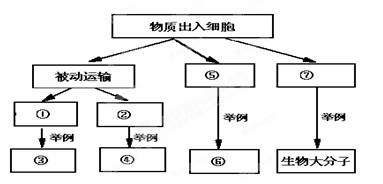 物质出入细胞
被动运输 ⑤ ⑦
① ②
举例 举例 举例 举例
③ ④ ⑥ 生物大分子